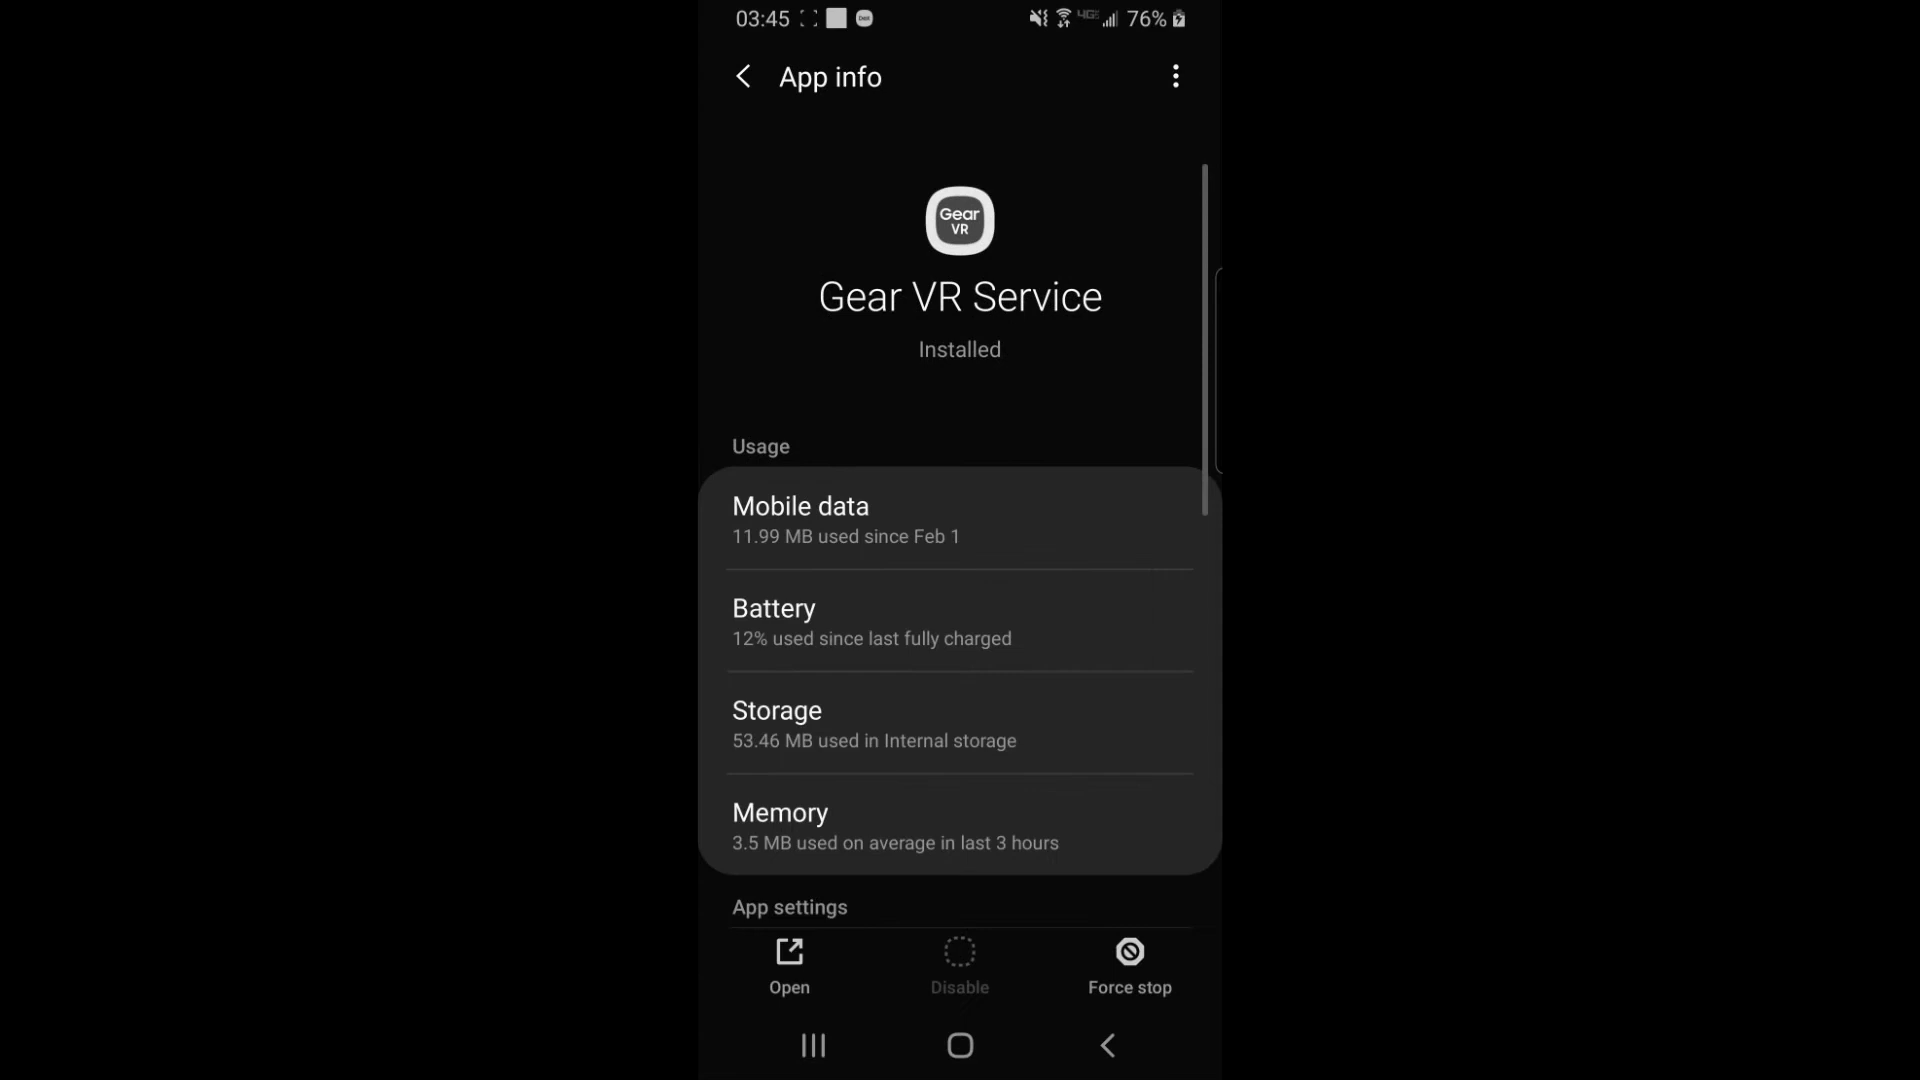 03:45 76%
App info
Gear
VR
Gear VR Service
Installed
Usage
Mobile data
11.99 MB used since Feb 1
Battery
12% used since last fully charged
Storage
53.46 MB used in Internal storage
Memory
3.5 MB used on average in last 3 hours
App settings
Open Disable Force stop